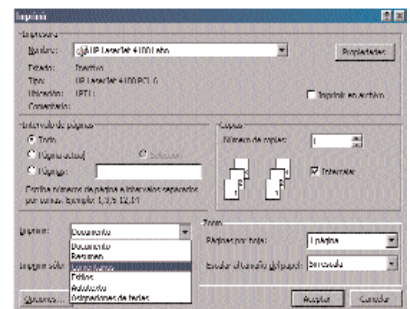 Imprimir
Impresora
Nombre: HP LaserJet 4100
Propiedades
Estado: Inactivo
Tipo: HP LaserJet 4100 PCL 6
Ubicación: LPT1:
Imprimir en archivo
Comentario:
Intervalo de páginas
Todo
Página actual
Selección
Páginas:
Escriba números de página e intervalos separados
por comas. Ejemplo: 1,3,5-12,14
Copias
Número de copias: 1
Intercalar
Imprimir: Documento
Documento
Resumen
Estilos
Autotexto
Asignaciones de teclas
Imprimir sólo:
Zoom
Páginas por hoja: 1 página
Escalar al tamaño del papel: Sin escala
Opciones...
Aceptar
Cancelar